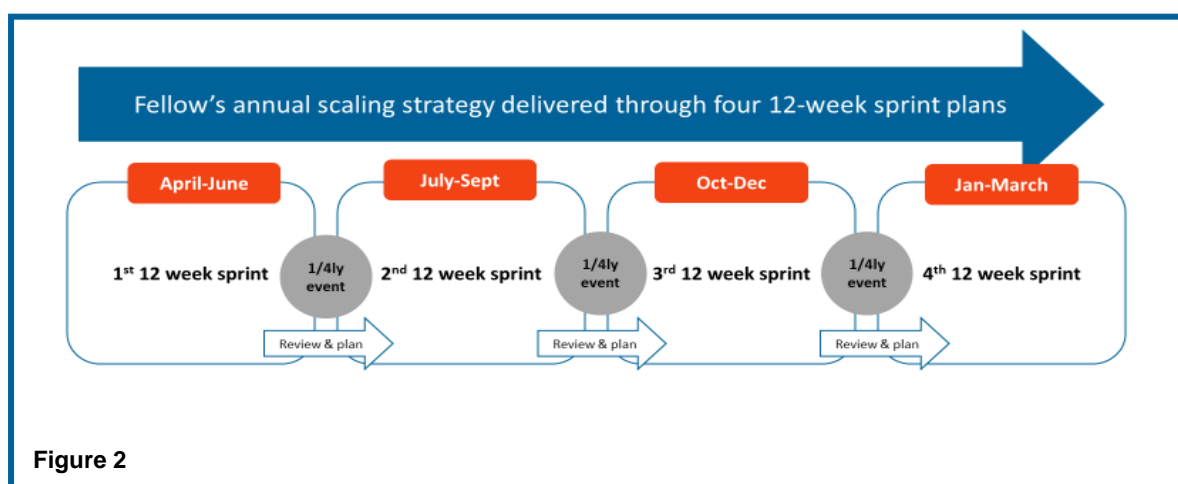 Fellow's annual scaling strategy delivered through four 12-week sprint plans
April-June
July-Sept
Oct-Dec
Jan-March
1st 12 week sprint
1/4ly
event
2nd 12 week sprint
1/4ly
event
3rd 12 week sprint
1/4ly
event
4th 12 week sprint
Review & plan
Review & plan
Review & plan
Figure 2